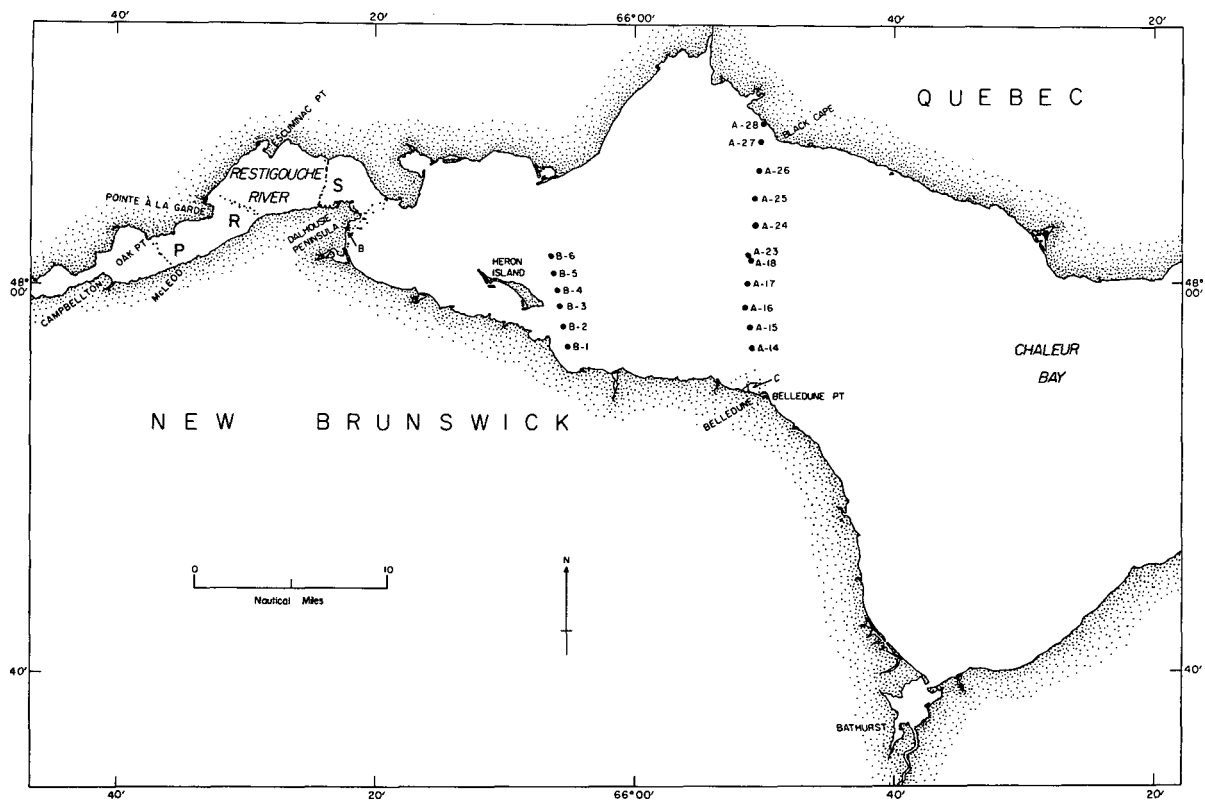 40'
20'
66°00'
40'
20'
QUEBEC
ESCUMINAC PT
BLACK CAPE
A-28
A-27
A-26
A-25
A-24
A-23
A-18
A-17
A-16
A-15
A-14
RESTIGOUCHE
RIVER
S
POINTE À LA GARDE
R
P
OAK PT
McLEOD
CAMPBELLTON
DALHOUSE
PENINSULA
B
HERON
ISLAND
B-6
B-5
B-4
B-3
B-2
B-1
48°
00'
48°
00'
CHALEUR
BAY
C
BELLEDUNE PT
BELLEDUNE
NEW BRUNSWICK
0
10
Nautical Miles
N
40'
40'
BATHURST
40'
20'
66°00'
40'
20'